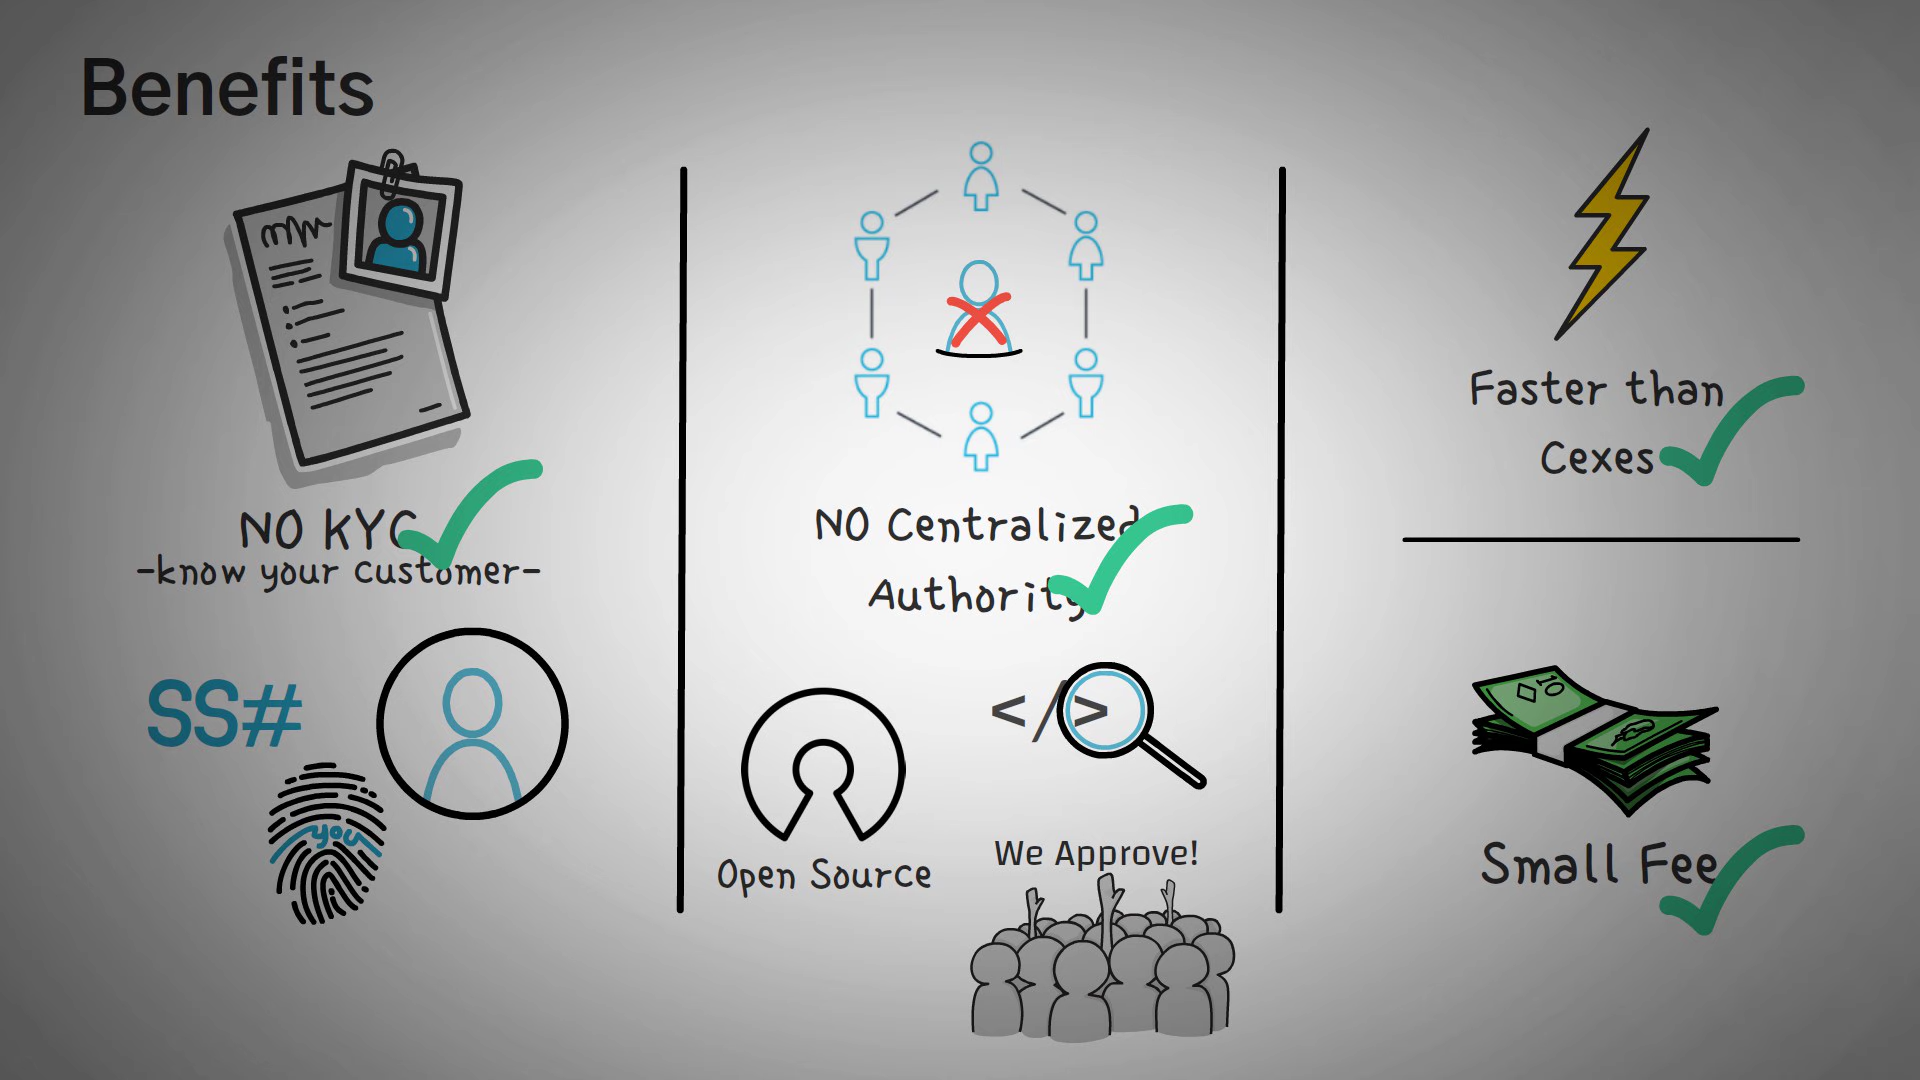 Benefits
NO KYC
-know your customer-
SS#
you
NO Centralized
Authority
</>
Open Source
We Approve!
Faster than
Cexes
10
Small Fee